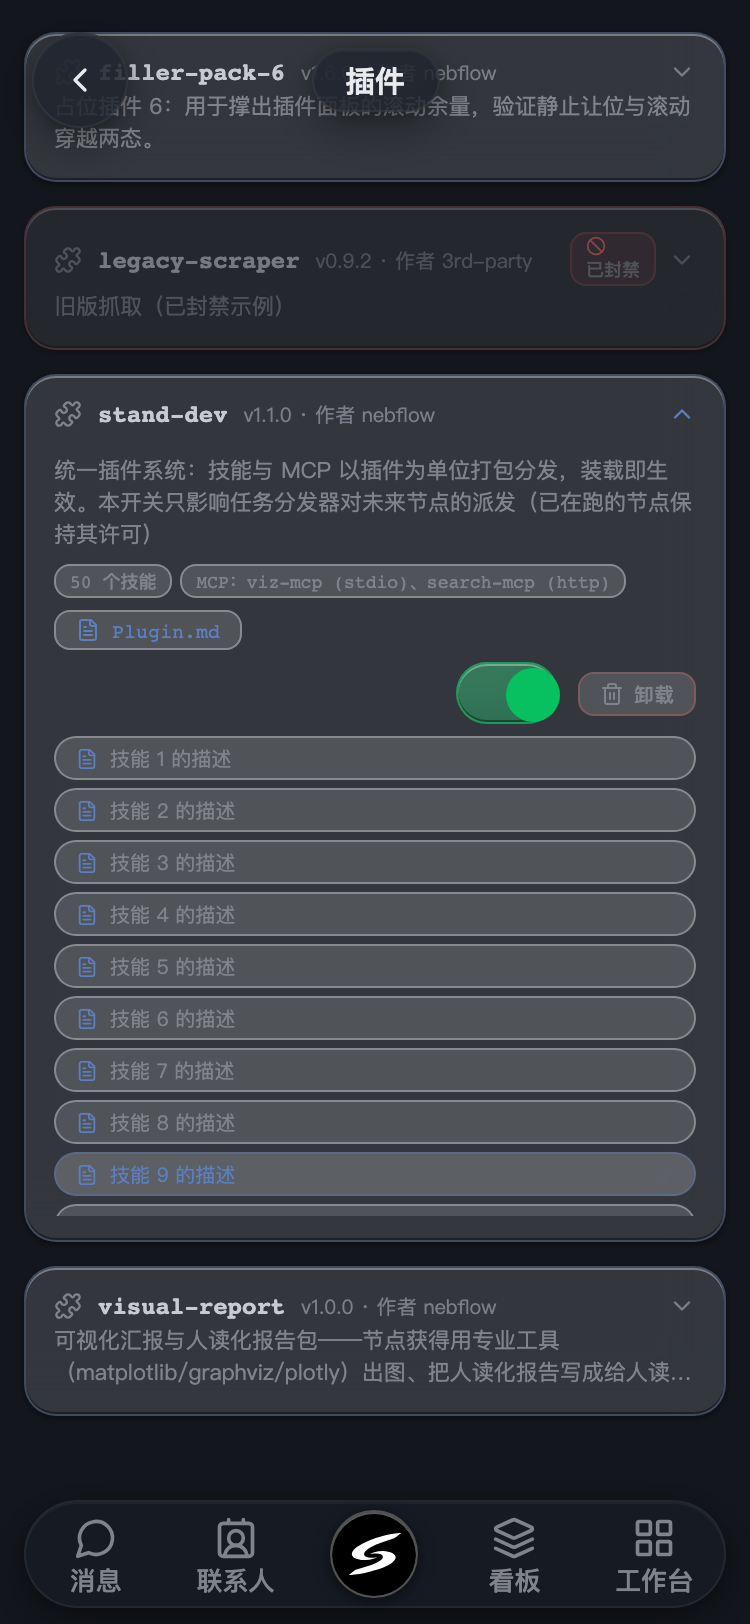 插件
filler-pack-6 nebflow
占位插件 6：用于撑出插件面板的滚动余量，验证静止让位与滚动
穿越两态。
legacy-scraper v0.9.2 · 作者 3rd-party 已封禁
旧版抓取（已封禁示例）
stand-dev v1.1.0 · 作者 nebflow
统一插件系统：技能与 MCP 以插件为单位打包分发，装载即生
效。本开关只影响任务分发器对未来节点的派发（已在跑的节点保
持其许可）
50 个技能 MCP: viz-mcp (stdio)、search-mcp (http)
Plugin.md
卸载
技能 1 的描述
技能 2 的描述
技能 3 的描述
技能 4 的描述
技能 5 的描述
技能 6 的描述
技能 7 的描述
技能 8 的描述
技能 9 的描述
visual-report v1.0.0 · 作者 nebflow
可视化汇报与人读化报告包——节点获得用专业工具
（matplotlib/graphviz/plotly）出图、把人读化报告写成给人读…
消息 联系人 看板 工作台